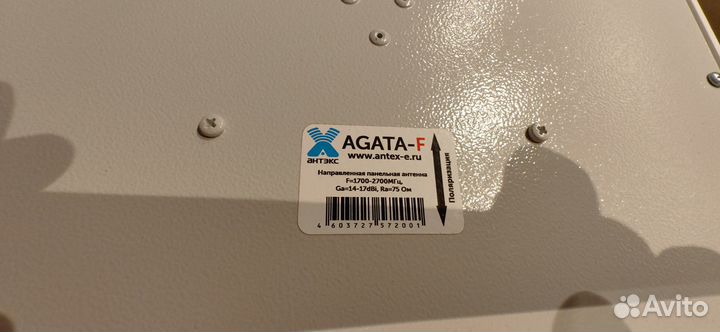 АНТЭКС
AGATA-F
www.antex-e.ru
Направленная панельная антенна
F=1700-2700МГц,
Ga=14-17dBi, Ra=75 Ом
4 603727 572001
Поляризация
Avito